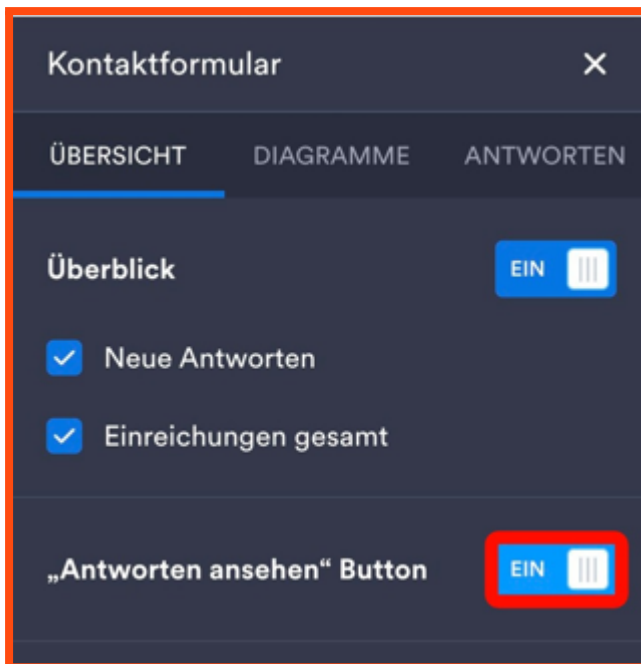 Kontaktformular
ÜBERSICHT DIAGRAMME ANTWORTEN
Überblick EIN
Neue Antworten
Einreichungen gesamt
„Antworten ansehen“ Button EIN